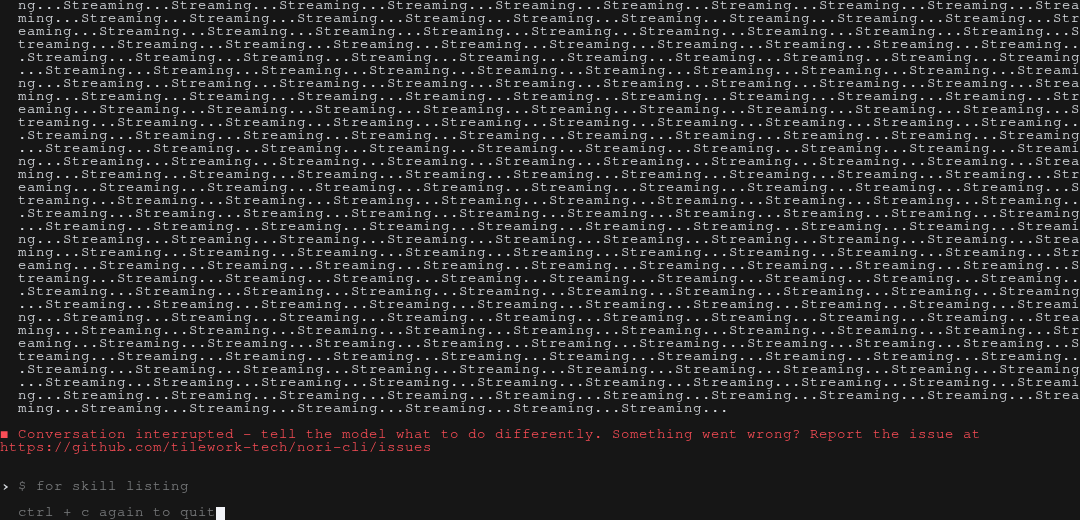 ng...Streaming...Streaming...Streaming...Streaming...Streaming...Streaming...Streaming...Streaming...Streaming...Strea
ming...Streaming...Streaming...Streaming...Streaming...Streaming...Streaming...Streaming...Streaming...Streaming...Str
eaming...Streaming...Streaming...Streaming...Streaming...Streaming...Streaming...Streaming...Streaming...Streaming...S
treaming...Streaming...Streaming...Streaming...Streaming...Streaming...Streaming...Streaming...Streaming...Streaming..
.Streaming...Streaming...Streaming...Streaming...Streaming...Streaming...Streaming...Streaming...Streaming...Streaming
...Streaming...Streaming...Streaming...Streaming...Streaming...Streaming...Streaming...Streaming...Streaming...Streami
ng...Streaming...Streaming...Streaming...Streaming...Streaming...Streaming...Streaming...Streaming...Streaming...Strea
ming...Streaming...Streaming...Streaming...Streaming...Streaming...Streaming...Streaming...Streaming...Streaming...Str
eaming...Streaming...Streaming...Streaming...Streaming...Streaming...Streaming...Streaming...Streaming...Streaming...S
treaming...Streaming...Streaming...Streaming...Streaming...Streaming...Streaming...Streaming...Streaming...Streaming..
.Streaming...Streaming...Streaming...Streaming...Streaming...Streaming...Streaming...Streaming...Streaming...Streaming
...Streaming...Streaming...Streaming...Streaming...Streaming...Streaming...Streaming...Streaming...Streaming...Streami
ng...Streaming...Streaming...Streaming...Streaming...Streaming...Streaming...Streaming...Streaming...Streaming...Strea
ming...Streaming...Streaming...Streaming...Streaming...Streaming...Streaming...Streaming...Streaming...Streaming...Str
eaming...Streaming...Streaming...Streaming...Streaming...Streaming...Streaming...Streaming...Streaming...Streaming...S
treaming...Streaming...Streaming...Streaming...Streaming...Streaming...Streaming...Streaming...Streaming...Streaming..
.Streaming...Streaming...Streaming...Streaming...Streaming...Streaming...Streaming...Streaming...Streaming...Streaming
...Streaming...Streaming...Streaming...Streaming...Streaming...Streaming...Streaming...Streaming...Streaming...Streami
ng...Streaming...Streaming...Streaming...Streaming...Streaming...Streaming...Streaming...Streaming...Streaming...Strea
ming...Streaming...Streaming...Streaming...Streaming...Streaming...Streaming...Streaming...Streaming...Streaming...Str
eaming...Streaming...Streaming...Streaming...Streaming...Streaming...Streaming...Streaming...Streaming...Streaming...S
treaming...Streaming...Streaming...Streaming...Streaming...Streaming...Streaming...Streaming...Streaming...Streaming..
.Streaming...Streaming...Streaming...Streaming...Streaming...Streaming...Streaming...Streaming...Streaming...Streaming
...Streaming...Streaming...Streaming...Streaming...Streaming...Streaming...Streaming...Streaming...Streaming...Streami
ng...Streaming...Streaming...Streaming...Streaming...Streaming...Streaming...Streaming...Streaming...Streaming...Strea
ming...Streaming...Streaming...Streaming...Streaming...Streaming...Streaming...Streaming...Streaming...Streaming...Str
eaming...Streaming...Streaming...Streaming...Streaming...Streaming...Streaming...Streaming...Streaming...Streaming...S
treaming...Streaming...Streaming...Streaming...Streaming...Streaming...Streaming...Streaming...Streaming...Streaming..
.Streaming...Streaming...Streaming...Streaming...Streaming...Streaming...Streaming...Streaming...Streaming...Streaming
...Streaming...Streaming...Streaming...Streaming...Streaming...Streaming...Streaming...Streaming...Streaming...Streami
ng...Streaming...Streaming...Streaming...Streaming...Streaming...Streaming...Streaming...Streaming...Streaming...Strea
ming...Streaming...Streaming...Streaming...Streaming...Streaming...Streaming...
■ Conversation interrupted - tell the model what to do differently. Something went wrong? Report the issue at
https://github.com/tilework-tech/nori-cli/issues
› $ for skill listing
ctrl + c again to quit